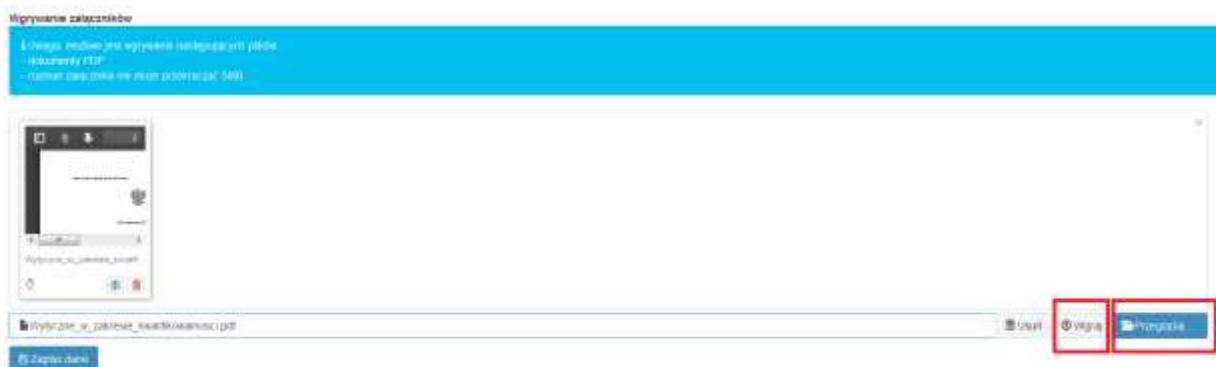 Wgrywanie załączników
Uwaga, możliwe jest wgrywanie następujących plików
- dokumenty PDF
- rozmiar załącznika nie może przekraczać
Wytyczne_w_zakresie_kwalifi
Wytyczne_w_zakresie_kwalifikowalnosci.pdf
Usuń
Wgraj
Przeglądaj ...
Zapisz dane